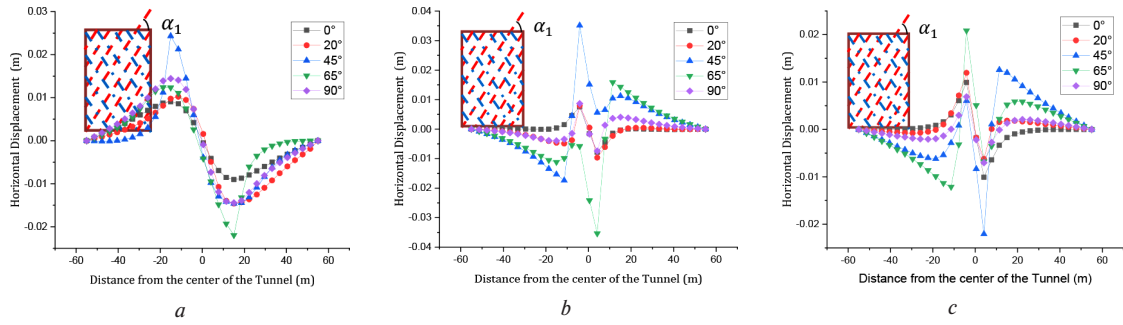 α₁
0.03
0.02
0.01
0.00
-0.01
-0.02
Horizontal Displacement (m)
-60 -40 -20 0 20 40 60
Distance from the center of the Tunnel (m)
0°
20°
45°
65°
90°
a
α₁
0.04
0.03
0.02
0.01
0.00
-0.01
-0.02
-0.03
-0.04
Horizontal Displacement (m)
-60 -40 -20 0 20 40 60
Distance from the center of the Tunnel (m)
0°
20°
45°
65°
90°
b
α₁
0.02
0.01
0.00
-0.01
-0.02
Horizontal Displacement (m)
-60 -40 -20 0 20 40 60
Distance from the center of the Tunnel (m)
0°
20°
45°
65°
90°
c